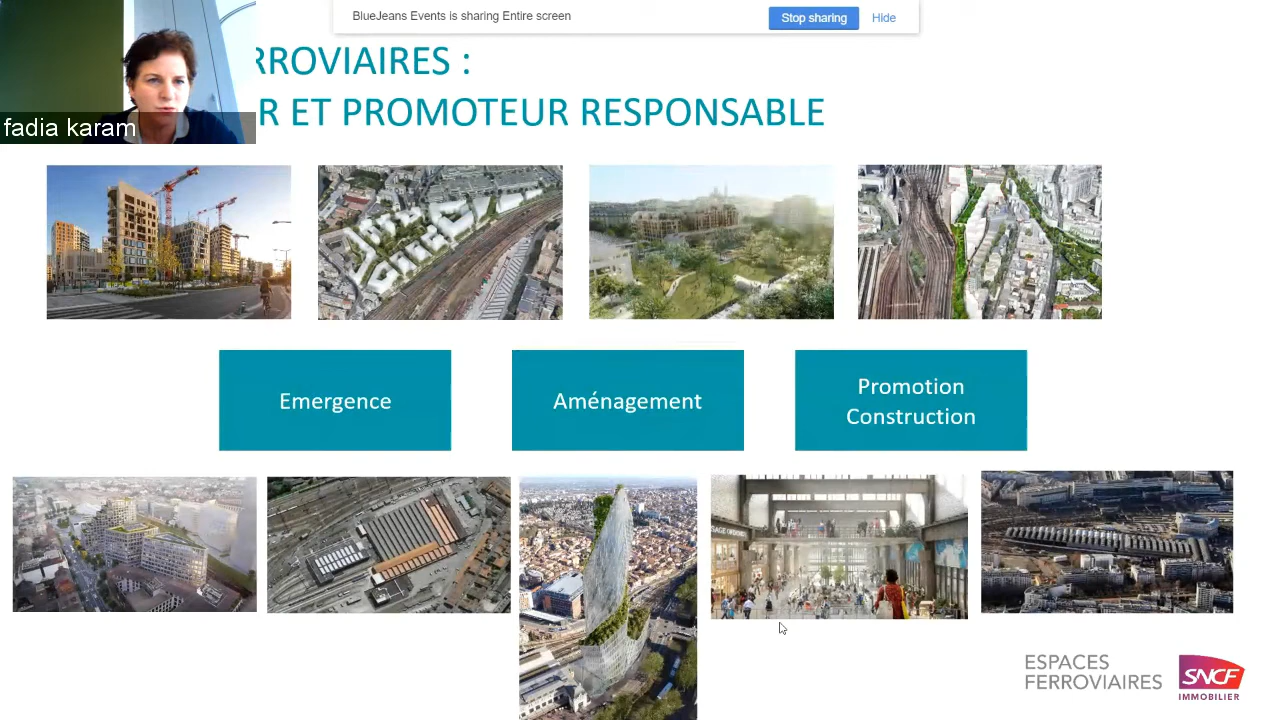 BlueJeans Events is sharing Entire screen
Stop sharing
Hide
RROVIAIRES :
R ET PROMOTEUR RESPONSABLE
fadia karam
Emergence
Aménagement
Promotion
Construction
ESPACES
FERROVIAIRES
SNCF
IMMOBILIER